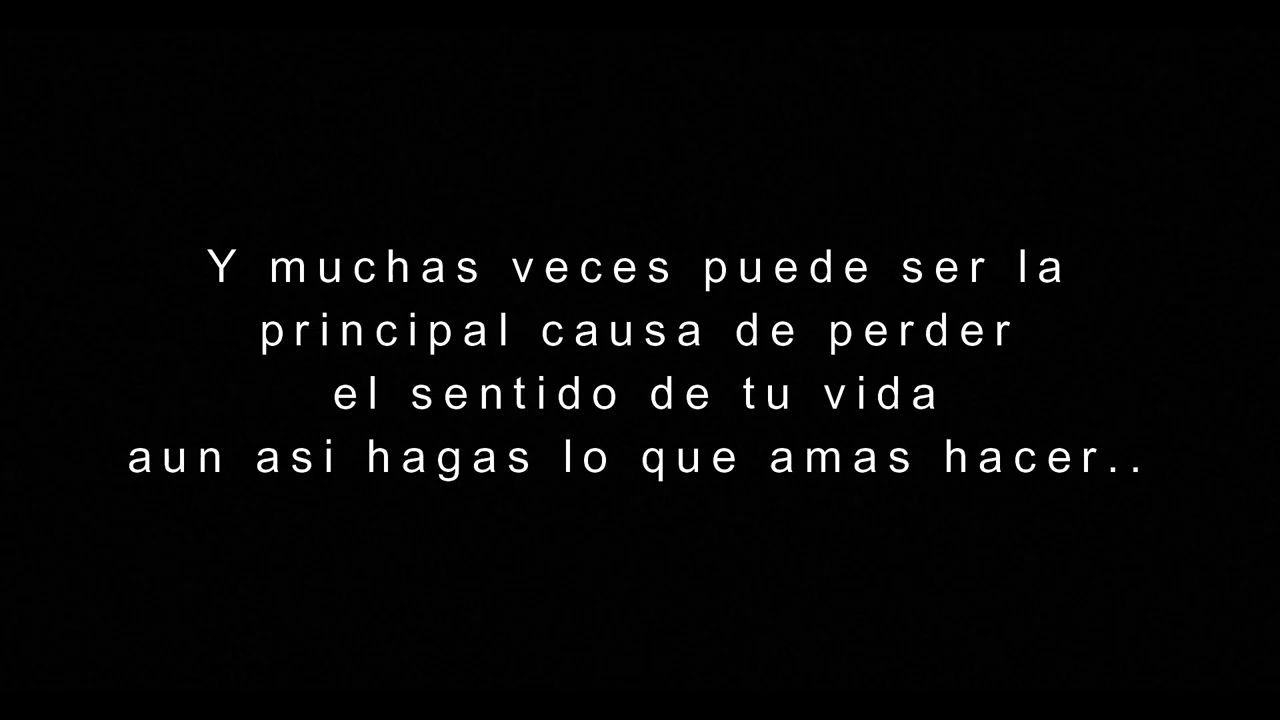 Y muchas veces puede ser la
principal causa de perder
el sentido de tu vida
aun asi hagas lo que amas hacer..